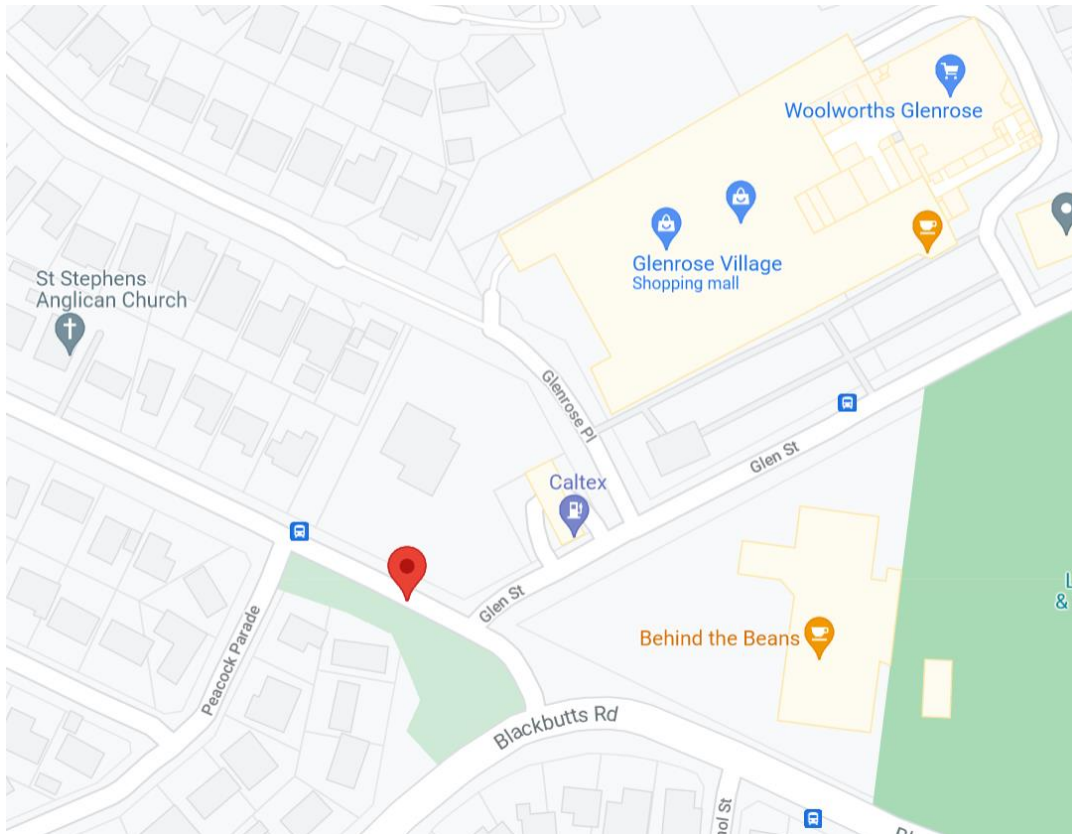 Woolworths Glenrose
Glenrose Village
Shopping mall
St Stephens
Anglican Church
Glenrose Pl
Glen St
Caltex
Glen St
Peacock Parade
Behind the Beans
&
Blackbutts Rd